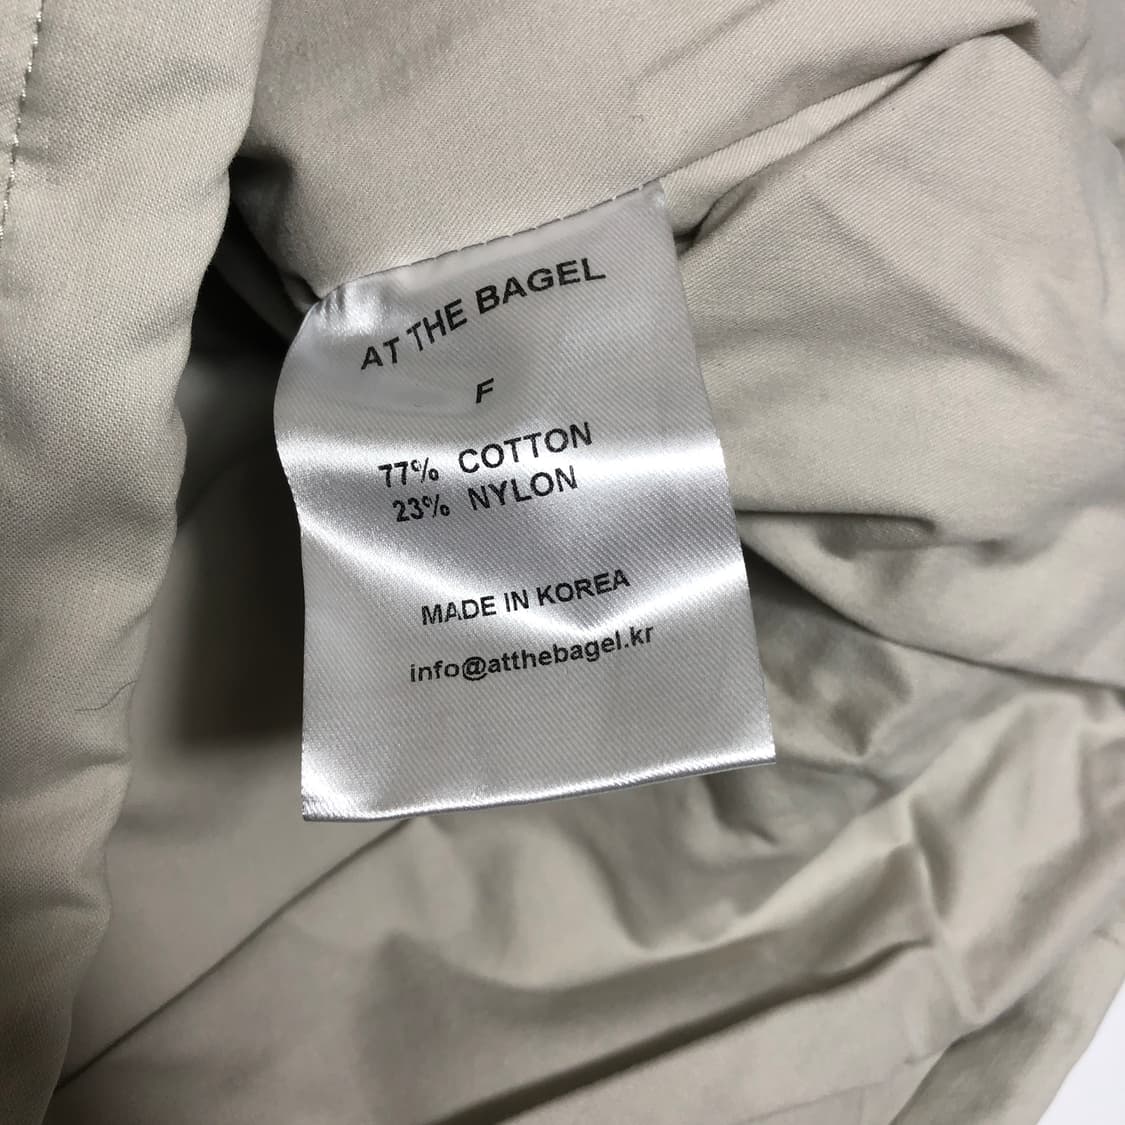 AT THE BAGEL
F
77% COTTON
23% NYLON
MADE IN KOREA
info@atthebagel.kr